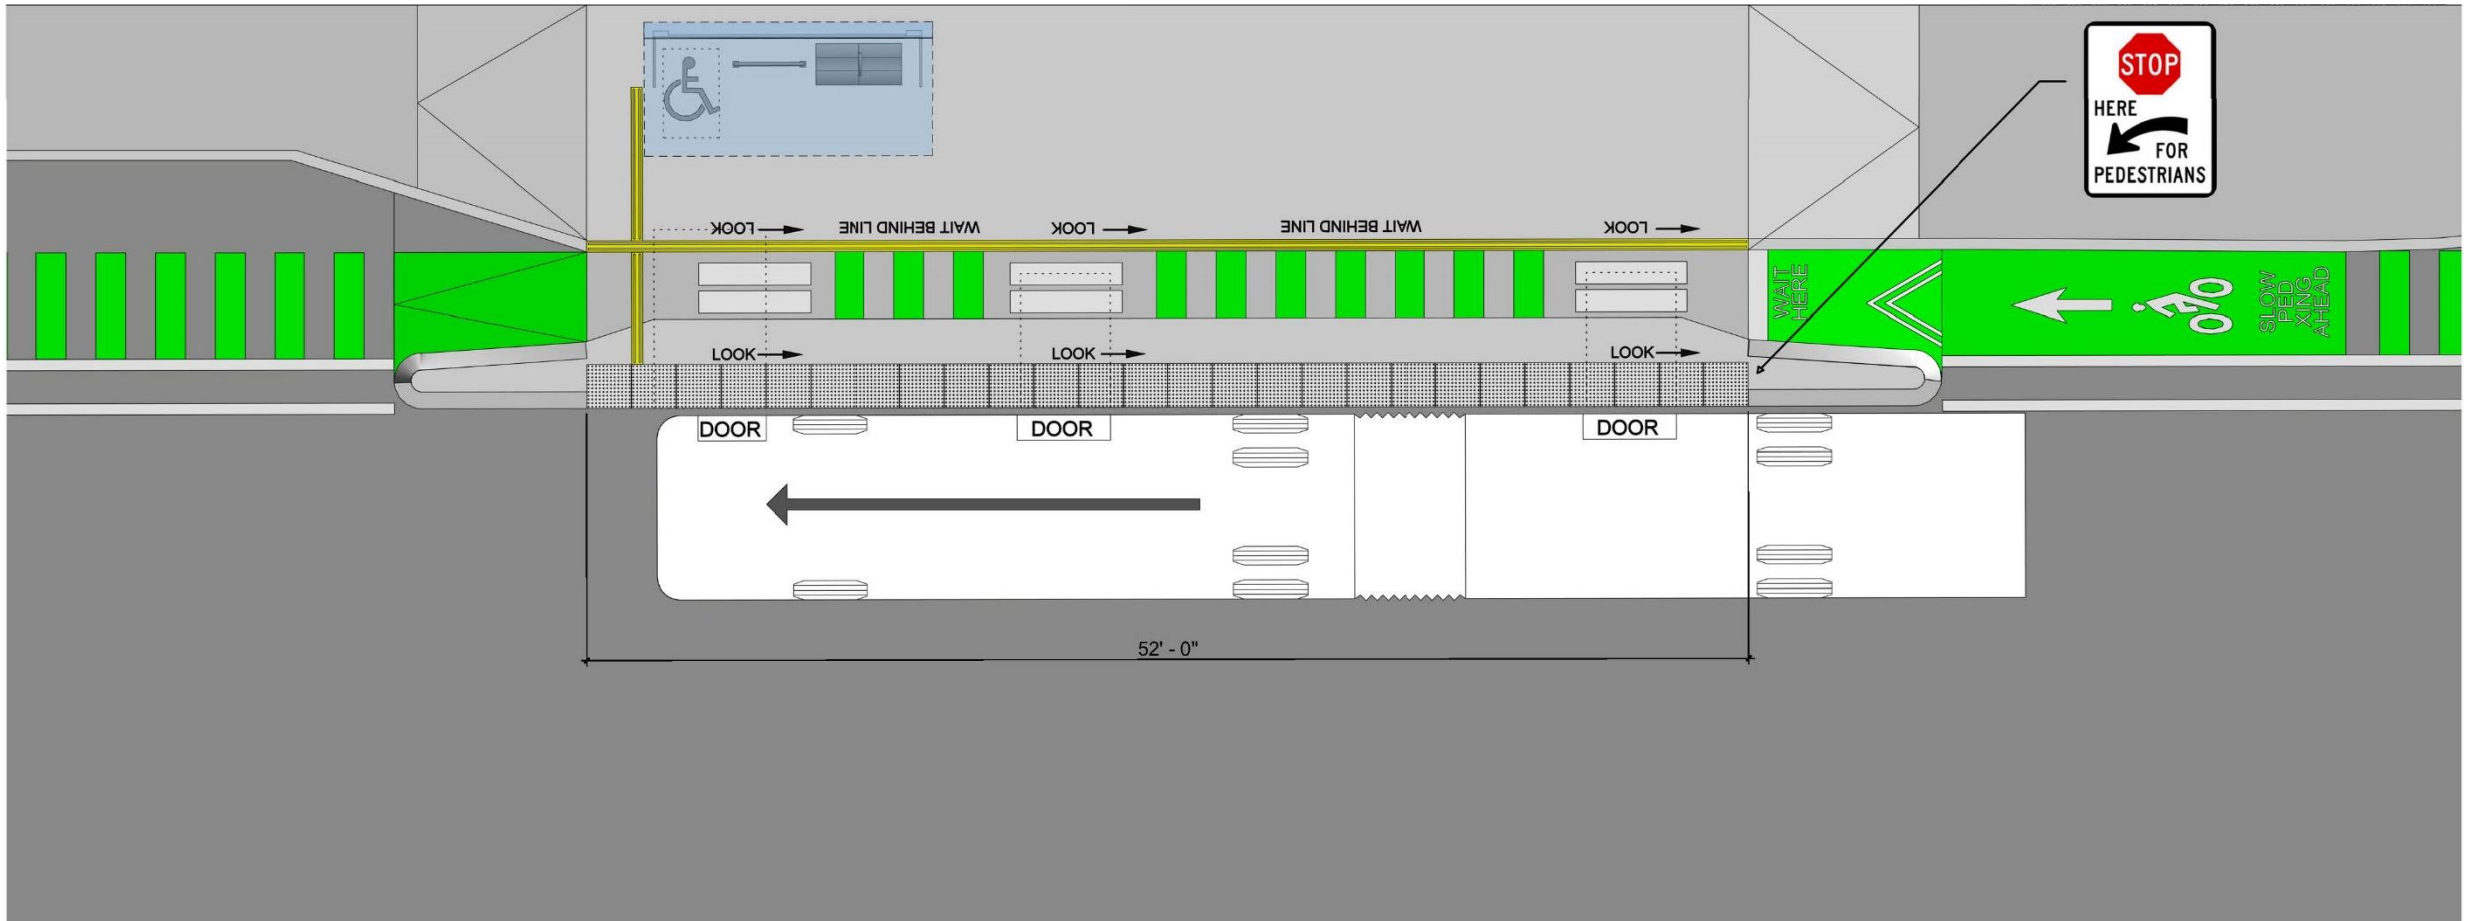 STOP
HERE
FOR
PEDESTRIANS
LOOK
WAIT BEHIND LINE
LOOK
WAIT BEHIND LINE
LOOK
WAIT
HERE
SLOW
PED
XING
AHEAD
LOOK
LOOK
LOOK
DOOR
DOOR
DOOR
52' - 0"